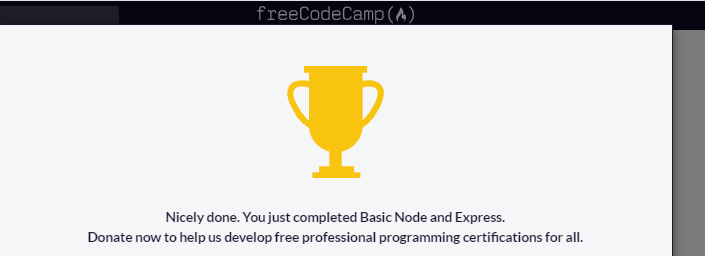 freeCodeCamp(🔥)
Nicely done. You just completed Basic Node and Express.
Donate now to help us develop free professional programming certifications for all.